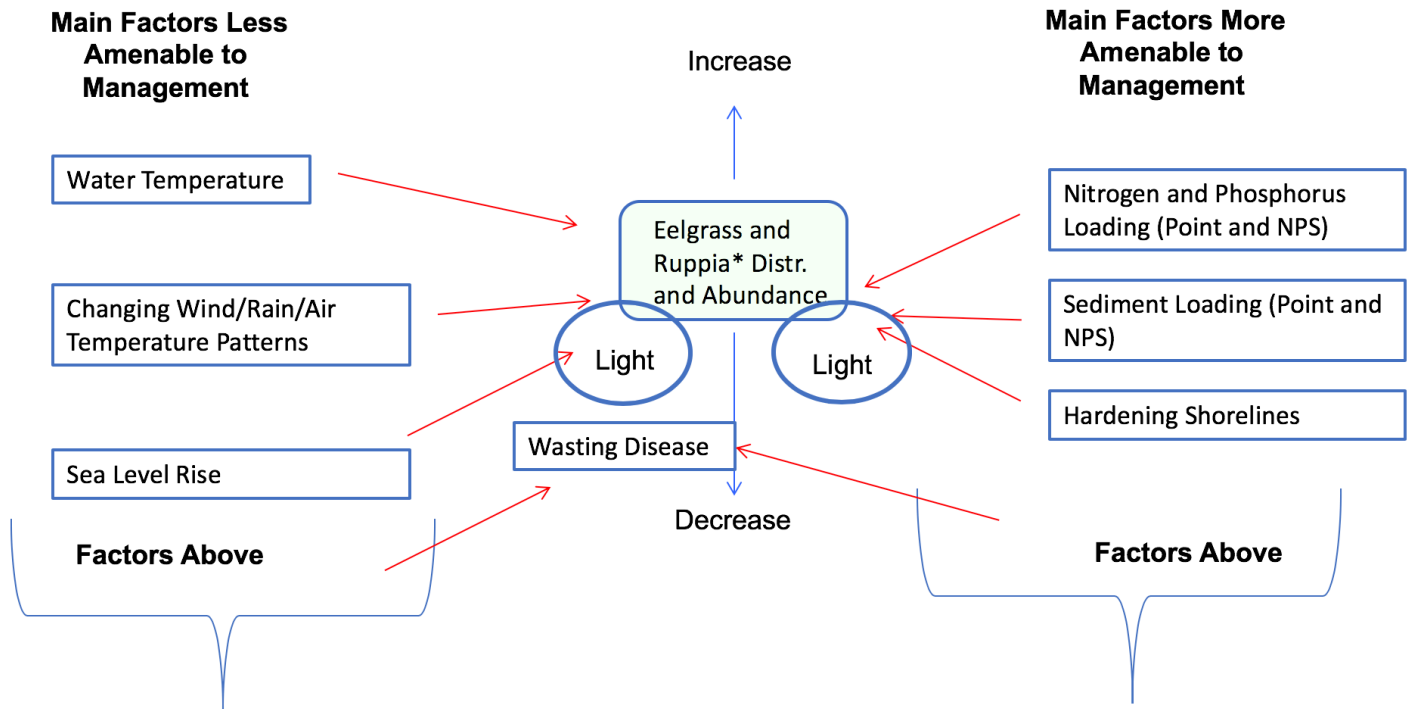 Main Factors Less
Amenable to
Management
Increase
Main Factors More
Amenable to
Management
Water Temperature
Changing Wind/Rain/Air
Temperature Patterns
Sea Level Rise
Factors Above
Eelgrass and
Ruppia* Distr.
and Abundance
Light
Light
Wasting Disease
Decrease
Nitrogen and Phosphorus
Loading (Point and NPS)
Sediment Loading (Point and
NPS)
Hardening Shorelines
Factors Above